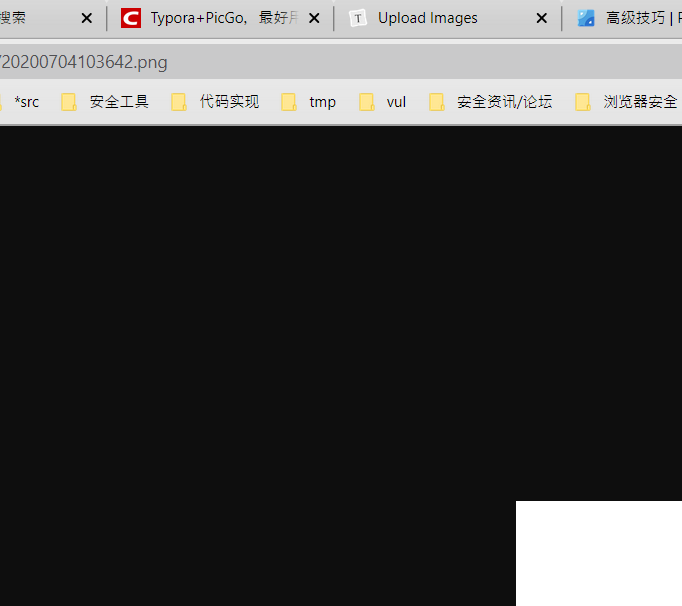 搜索 Typora+PicGo, 最好 Upload Images 高级技巧 |
/20200704103642.png
*src 安全工具 代码实现 tmp vul 安全资讯/论坛 浏览器安全